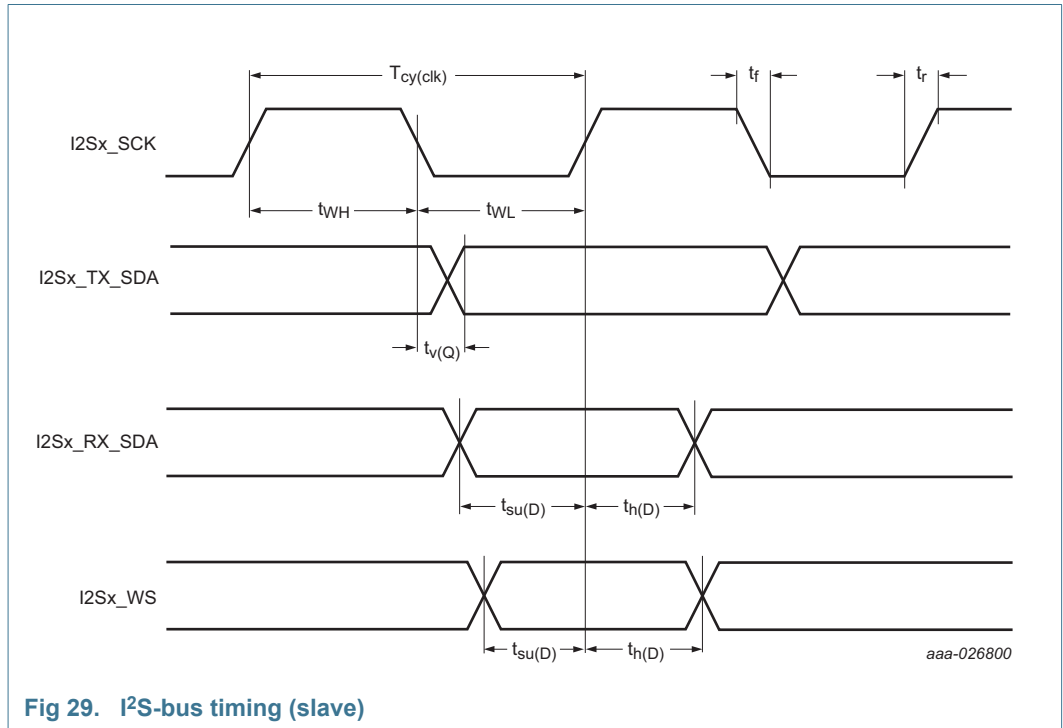 T_cy(clk)
t_f
t_r
I2Sx_SCK
t_WH
t_WL
I2Sx_TX_SDA
t_v(Q)
I2Sx_RX_SDA
t_su(D)
t_h(D)
I2Sx_WS
t_su(D)
t_h(D)
aaa-026800
Fig 29. I²S-bus timing (slave)